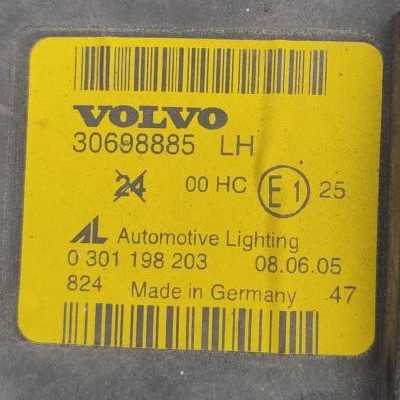 VOLVO
30698885 LH
24 00 HC E1 25
AL Automotive Lighting
0 301 198 203 08.06.05
824 Made in Germany 47